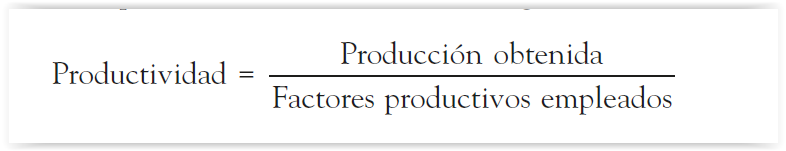 Productividad = Producción obtenida
Factores productivos empleados